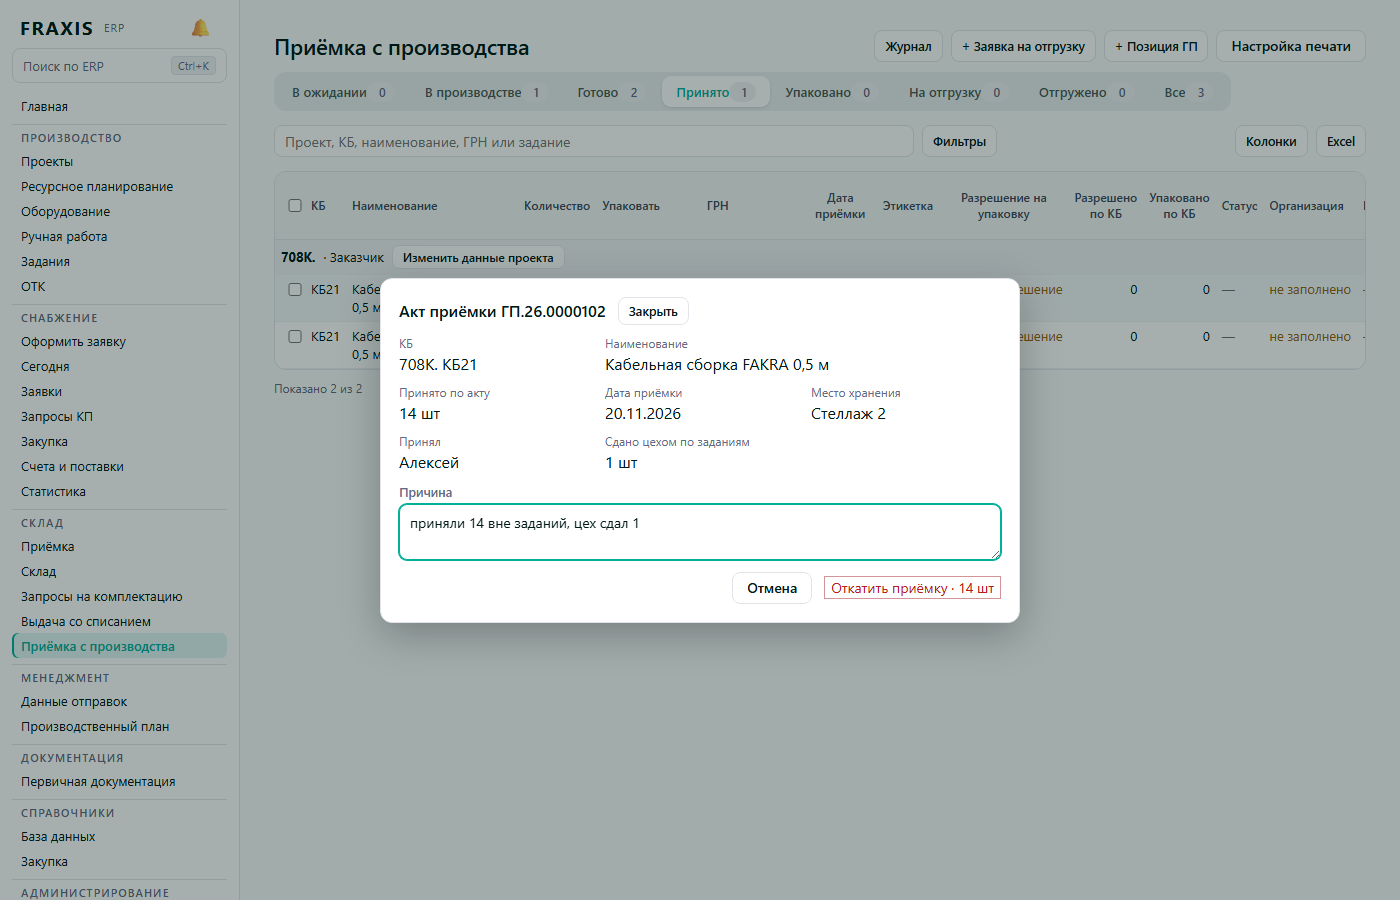 FRAXIS ERP
Поиск по ERP Ctrl+K
Главная
ПРОИЗВОДСТВО
Проекты
Ресурсное планирование
Оборудование
Ручная работа
Задания
ОТК
СНАБЖЕНИЕ
Оформить заявку
Сегодня
Заявки
Запросы КП
Закупка
Счета и поставки
Статистика
СКЛАД
Приёмка
Склад
Запросы на комплектацию
Выдача со списанием
Приёмка с производства
МЕНЕДЖМЕНТ
Данные отправок
Производственный план
ДОКУМЕНТАЦИЯ
Первичная документация
СПРАВОЧНИКИ
База данных
Закупка
АДМИНИСТРИРОВАНИЕ
Приёмка с производства
Журнал + Заявка на отгрузку + Позиция ГП Настройка печати
В ожидании 0 В производстве 1 Готово 2 Принято 1 Упаковано 0 На отгрузку 0 Отгружено 0 Все 3
Проект, КБ, наименование, ГРН или задание Фильтры Колонки Excel
КБ Наименование Количество Упаковать ГРН Дата приёмки Этикетка Разрешение на упаковку Разрешено по КБ Упаковано по КБ Статус Организация
708К. · Заказчик Изменить данные проекта
КБ21 Кабе ешение 0 0 — не заполнено
0,5 м
КБ21 Кабе ешение 0 0 — не заполнено
0,5 м
Показано 2 из 2
Акт приёмки ГП.26.0000102 Закрыть
КБ Наименование
708К. КБ21 Кабельная сборка FAKRA 0,5 м
Принято по акту Дата приёмки Место хранения
14 шт 20.11.2026 Стеллаж 2
Принял Сдано цехом по заданиям
Алексей 1 шт
Причина
приняли 14 вне заданий, цех сдал 1
Отмена Откатить приёмку · 14 шт